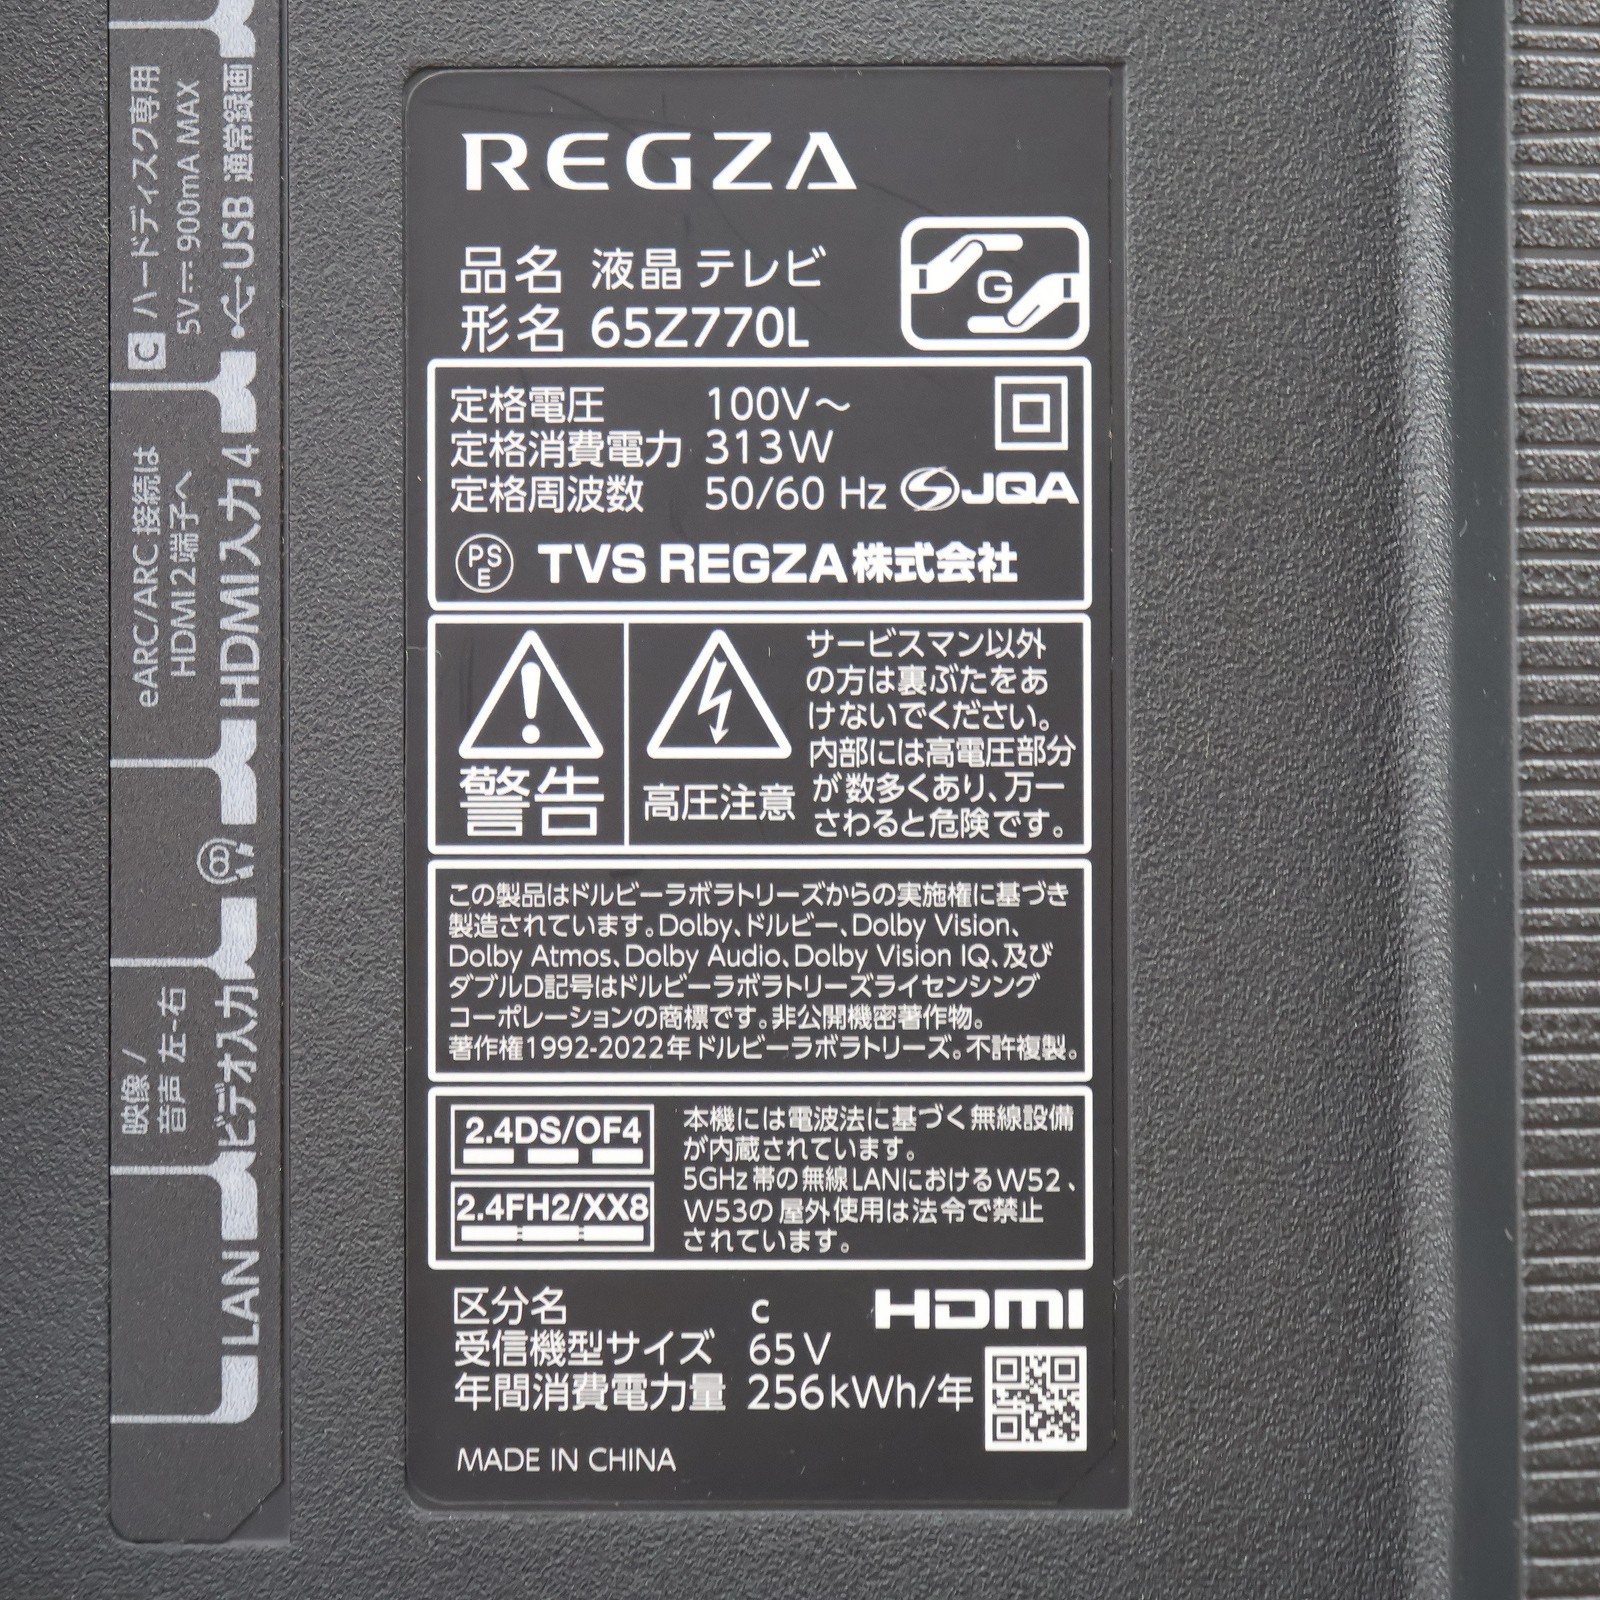 C ハードディスク専用
5V⎓900mA MAX
USB 通常録画
eARC/ARC 接続は
HDMI2端子へ
HDMI入力 4
映像/
音声 左-右
ビデオ入力
LAN
REGZA
品名 液晶 テレビ
形名 65Z770L
G
定格電圧 100V～
定格消費電力 313W
定格周波数 50/60 Hz
JQA
PS
E
TVS REGZA株式会社
警告
高圧注意
サービスマン以外
の方は裏ぶたをあ
けないでください。
内部には高電圧部分
が数多くあり、万一
さわると危険です。
この製品はドルビーラボラトリーズからの実施権に基づき
製造されています。Dolby、ドルビー、Dolby Vision、
Dolby Atmos、Dolby Audio、Dolby Vision IQ、及び
ダブルD記号はドルビーラボラトリーズライセンシング
コーポレーションの商標です。非公開機密著作物。
著作権1992-2022年 ドルビーラボラトリーズ。不許複製。
2.4DS/OF4
2.4FH2/XX8
本機には電波法に基づく無線設備
が内蔵されています。
5GHz 帯の無線LANにおけるW52、
W53の屋外使用は法令で禁止
されています。
区分名 c
HDMI
受信機型サイズ 65V
年間消費電力量 256kWh/年
MADE IN CHINA